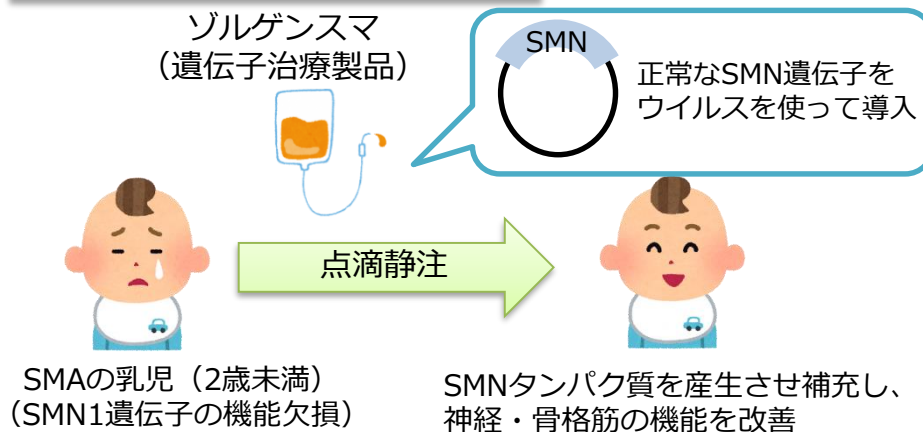 ゾルゲンスマ
（遺伝子治療製品）
SMN
正常なSMN遺伝子を
ウイルスを使って導入
点滴静注
SMAの乳児（2歳未満）
（SMN1遺伝子の機能欠損）
SMNタンパク質を産生させ補充し、
神経・骨格筋の機能を改善